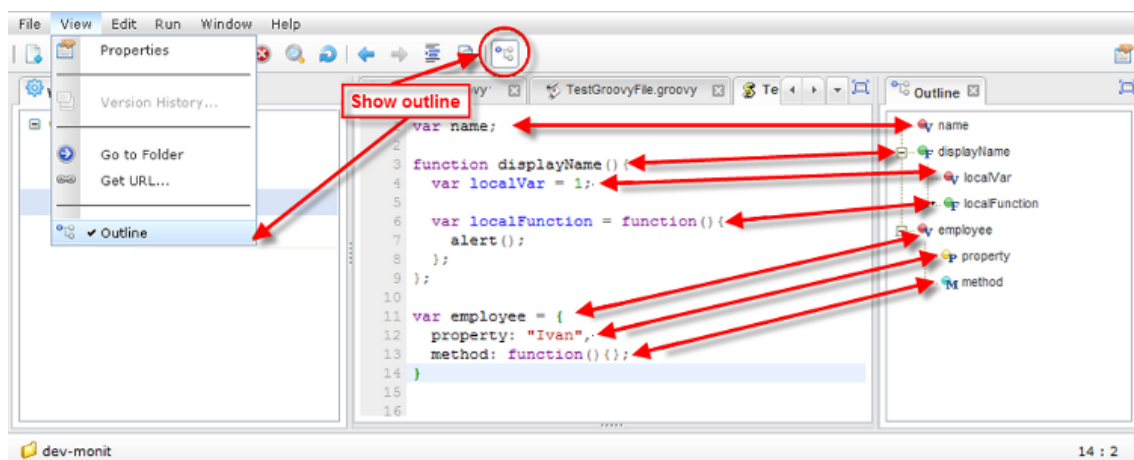 File View Edit Run Window Help
Properties
Version History...
Go to Folder
Get URL...
✔ Outline
Show outline
TestGroovyFile.groovy
Te
2
3
4
5
6
7
8
9
10
11
12
13
14
15
16
var name;
function displayName(){
var localVar = 1;
var localFunction = function(){
alert();
};
};
var employee = {
property: "Ivan",
method: function(){};
}
Outline
name
displayName
localVar
localFunction
employee
property
method
dev-monit
14 : 2